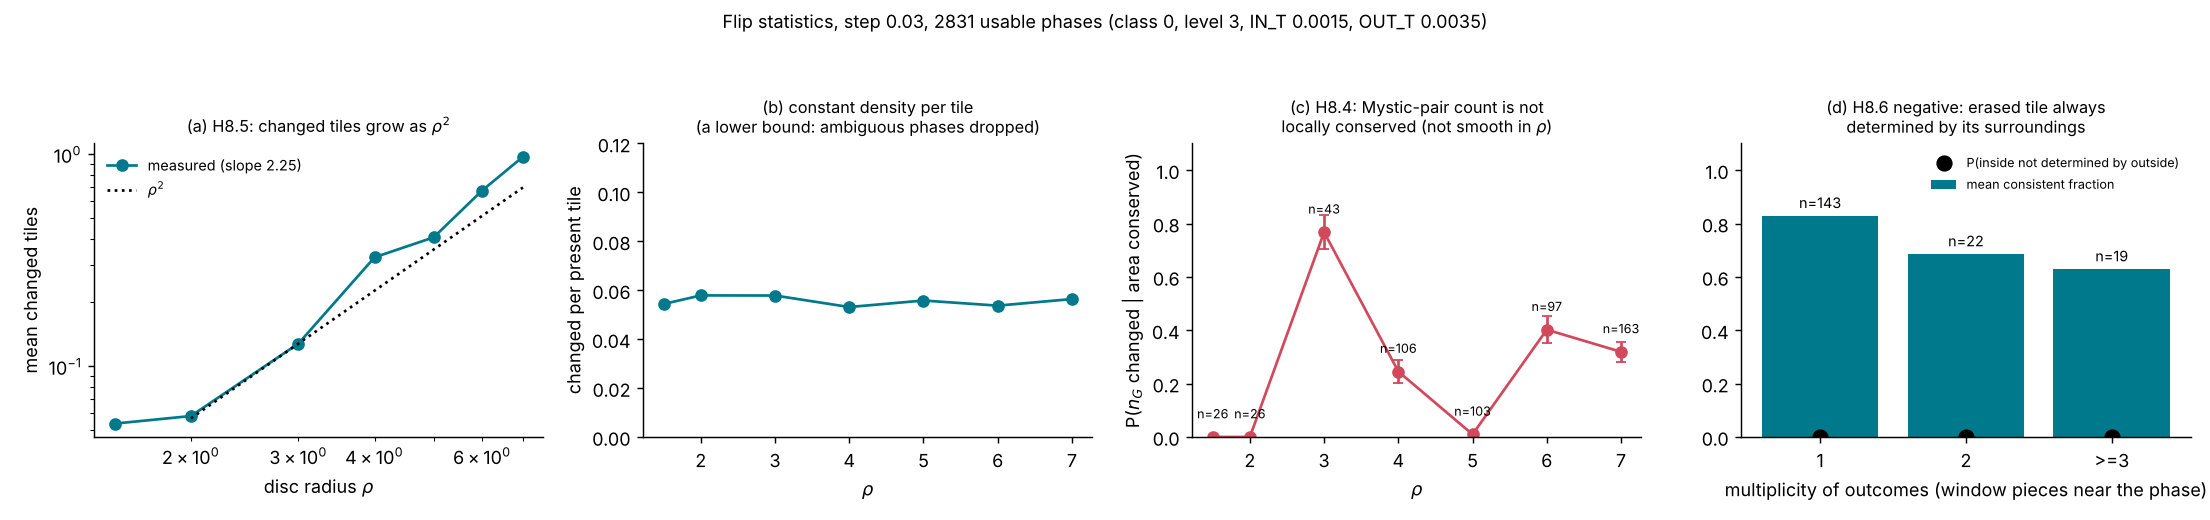 Flip statistics, step 0.03, 2831 usable phases (class 0, level 3, IN_T 0.0015, OUT_T 0.0035)
(a) H8.5: changed tiles grow as ρ²
measured (slope 2.25)
ρ²
10⁰
10⁻¹
mean changed tiles
2 × 10⁰
3 × 10⁰
4 × 10⁰
6 × 10⁰
disc radius ρ
(b) constant density per tile
(a lower bound: ambiguous phases dropped)
0.12
0.10
0.08
0.06
0.04
0.02
0.00
changed per present tile
2
3
4
5
6
7
ρ
(c) H8.4: Mystic-pair count is not
locally conserved (not smooth in ρ)
1.0
0.8
0.6
0.4
0.2
0.0
P(n_G changed | area conserved)
n=26
n=26
n=43
n=106
n=103
n=97
n=163
2
3
4
5
6
7
ρ
(d) H8.6 negative: erased tile always
determined by its surroundings
P(inside not determined by outside)
mean consistent fraction
1.0
0.8
0.6
0.4
0.2
0.0
n=143
n=22
n=19
1
2
>=3
multiplicity of outcomes (window pieces near the phase)